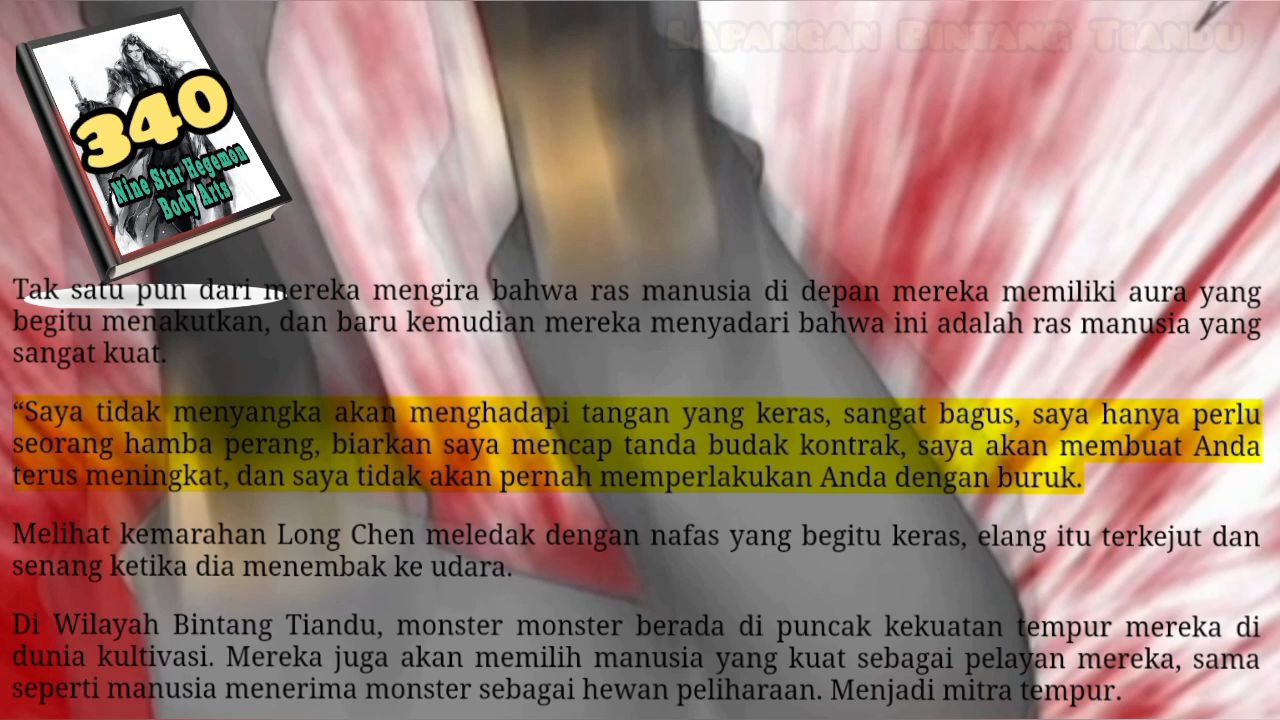 Lapangan Bintang Tiandu
340
Nine Star Hegemon
Body Arts
Tak satu pun dari mereka mengira bahwa ras manusia di depan mereka memiliki aura yang
begitu menakutkan, dan baru kemudian mereka menyadari bahwa ini adalah ras manusia yang
sangat kuat.
“Saya tidak menyangka akan menghadapi tangan yang keras, sangat bagus, saya hanya perlu
seorang hamba perang, biarkan saya mencap tanda budak kontrak, saya akan membuat Anda
terus meningkat, dan saya tidak akan pernah memperlakukan Anda dengan buruk.
Melihat kemarahan Long Chen meledak dengan nafas yang begitu keras, elang itu terkejut dan
senang ketika dia menembak ke udara.
Di Wilayah Bintang Tiandu, monster monster berada di puncak kekuatan tempur mereka di
dunia kultivasi. Mereka juga akan memilih manusia yang kuat sebagai pelayan mereka, sama
seperti manusia menerima monster sebagai hewan peliharaan. Menjadi mitra tempur.